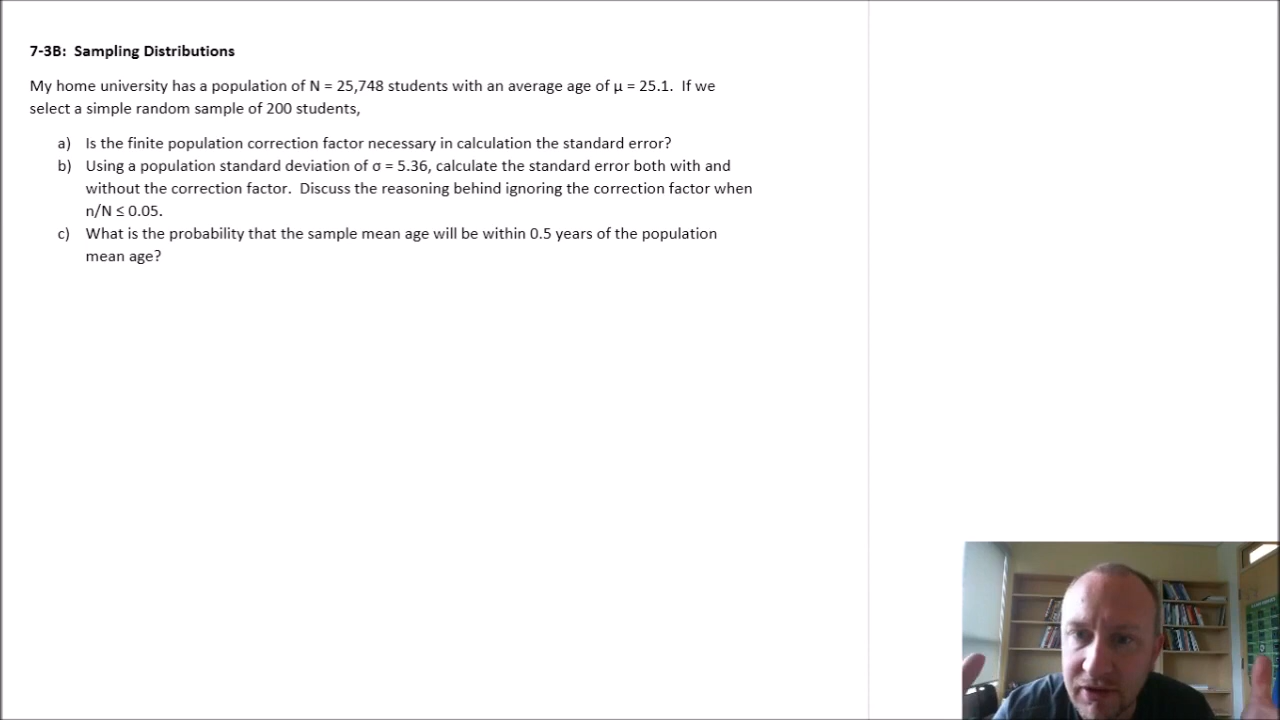 7-3B: Sampling Distributions
My home university has a population of N = 25,748 students with an average age of μ = 25.1. If we
select a simple random sample of 200 students,
a) Is the finite population correction factor necessary in calculation the standard error?
b) Using a population standard deviation of σ = 5.36, calculate the standard error both with and
without the correction factor. Discuss the reasoning behind ignoring the correction factor when
n/N ≤ 0.05.
c) What is the probability that the sample mean age will be within 0.5 years of the population
mean age?